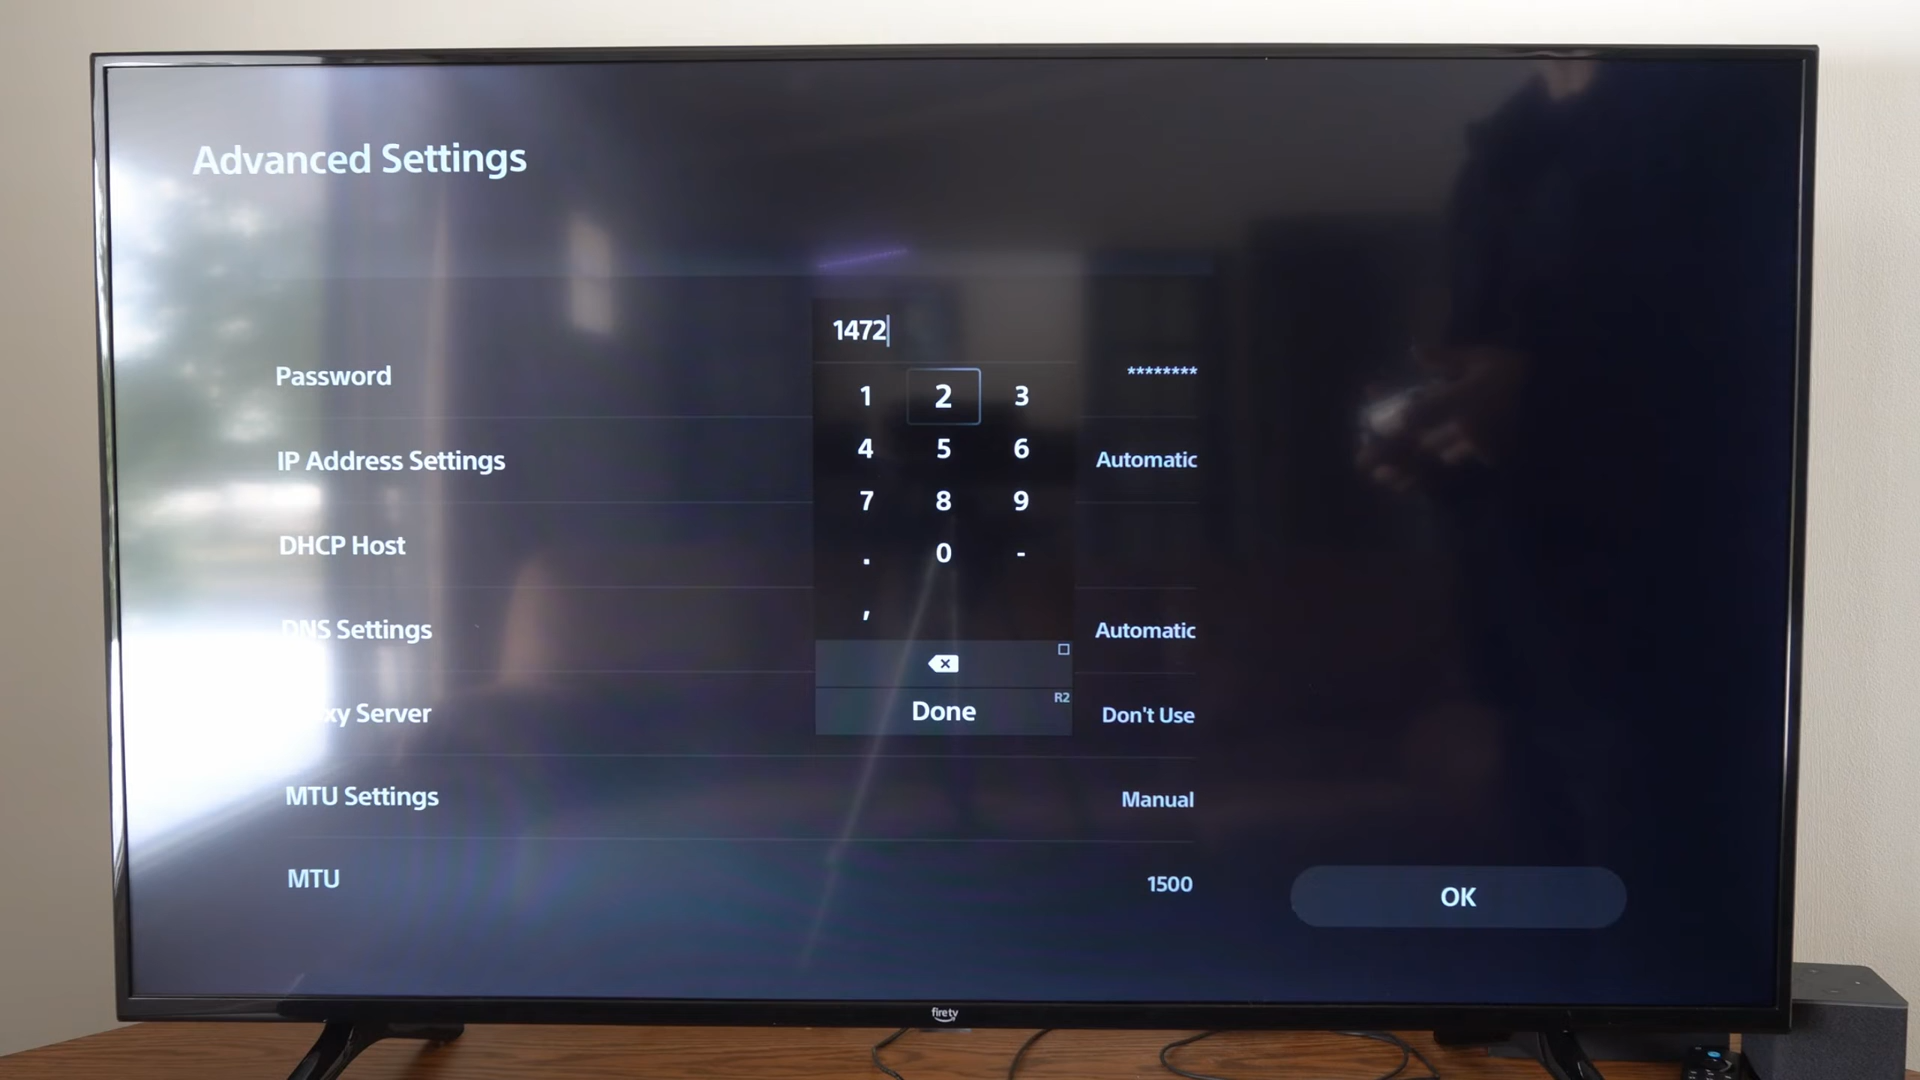 Advanced Settings
1472
Password ********
1 2 3
IP Address Settings Automatic
4 5 6
7 8 9
DHCP Host
. 0 -
,
DNS Settings Automatic
Done R2
xy Server Don't Use
MTU Settings Manual
MTU 1500
OK
firetv